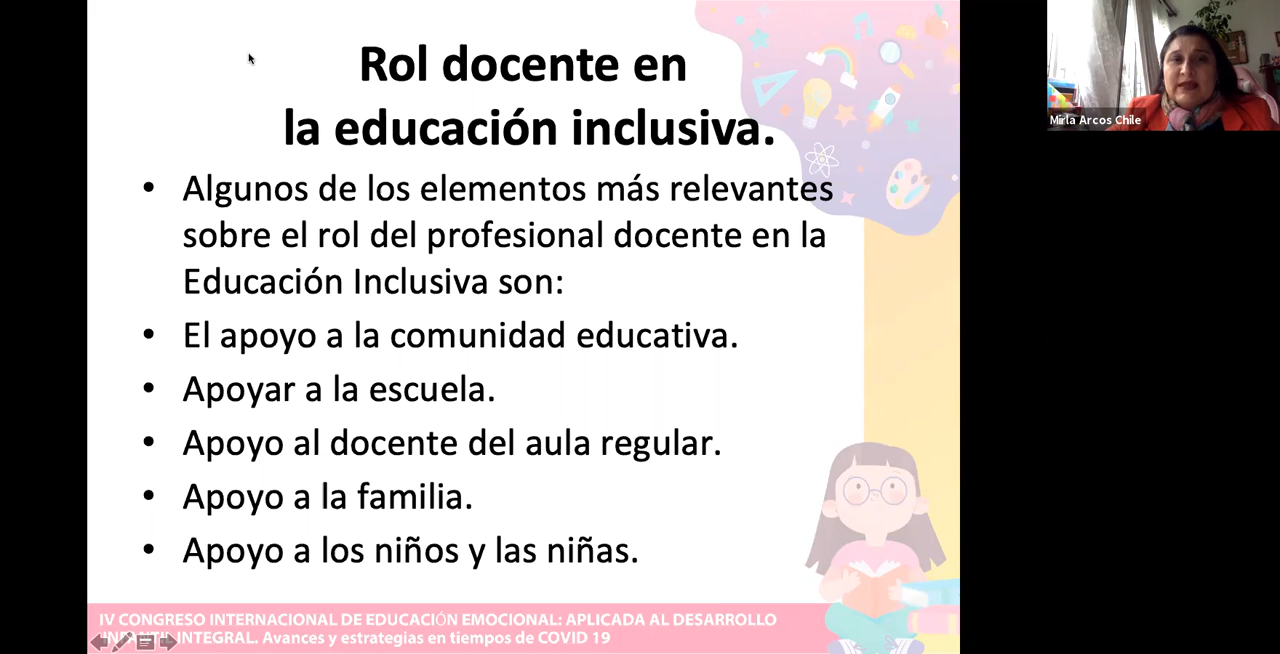 Rol docente en
la educación inclusiva.
• Algunos de los elementos más relevantes
sobre el rol del profesional docente en la
Educación Inclusiva son:
• El apoyo a la comunidad educativa.
• Apoyar a la escuela.
• Apoyo al docente del aula regular.
• Apoyo a la familia.
• Apoyo a los niños y las niñas.
IV CONGRESO INTERNACIONAL DE EDUCACIÓN EMOCIONAL: APLICADA AL DESARROLLO
INFANTIL INTEGRAL. Avances y estrategias en tiempos de COVID 19
Mirla Arcos Chile